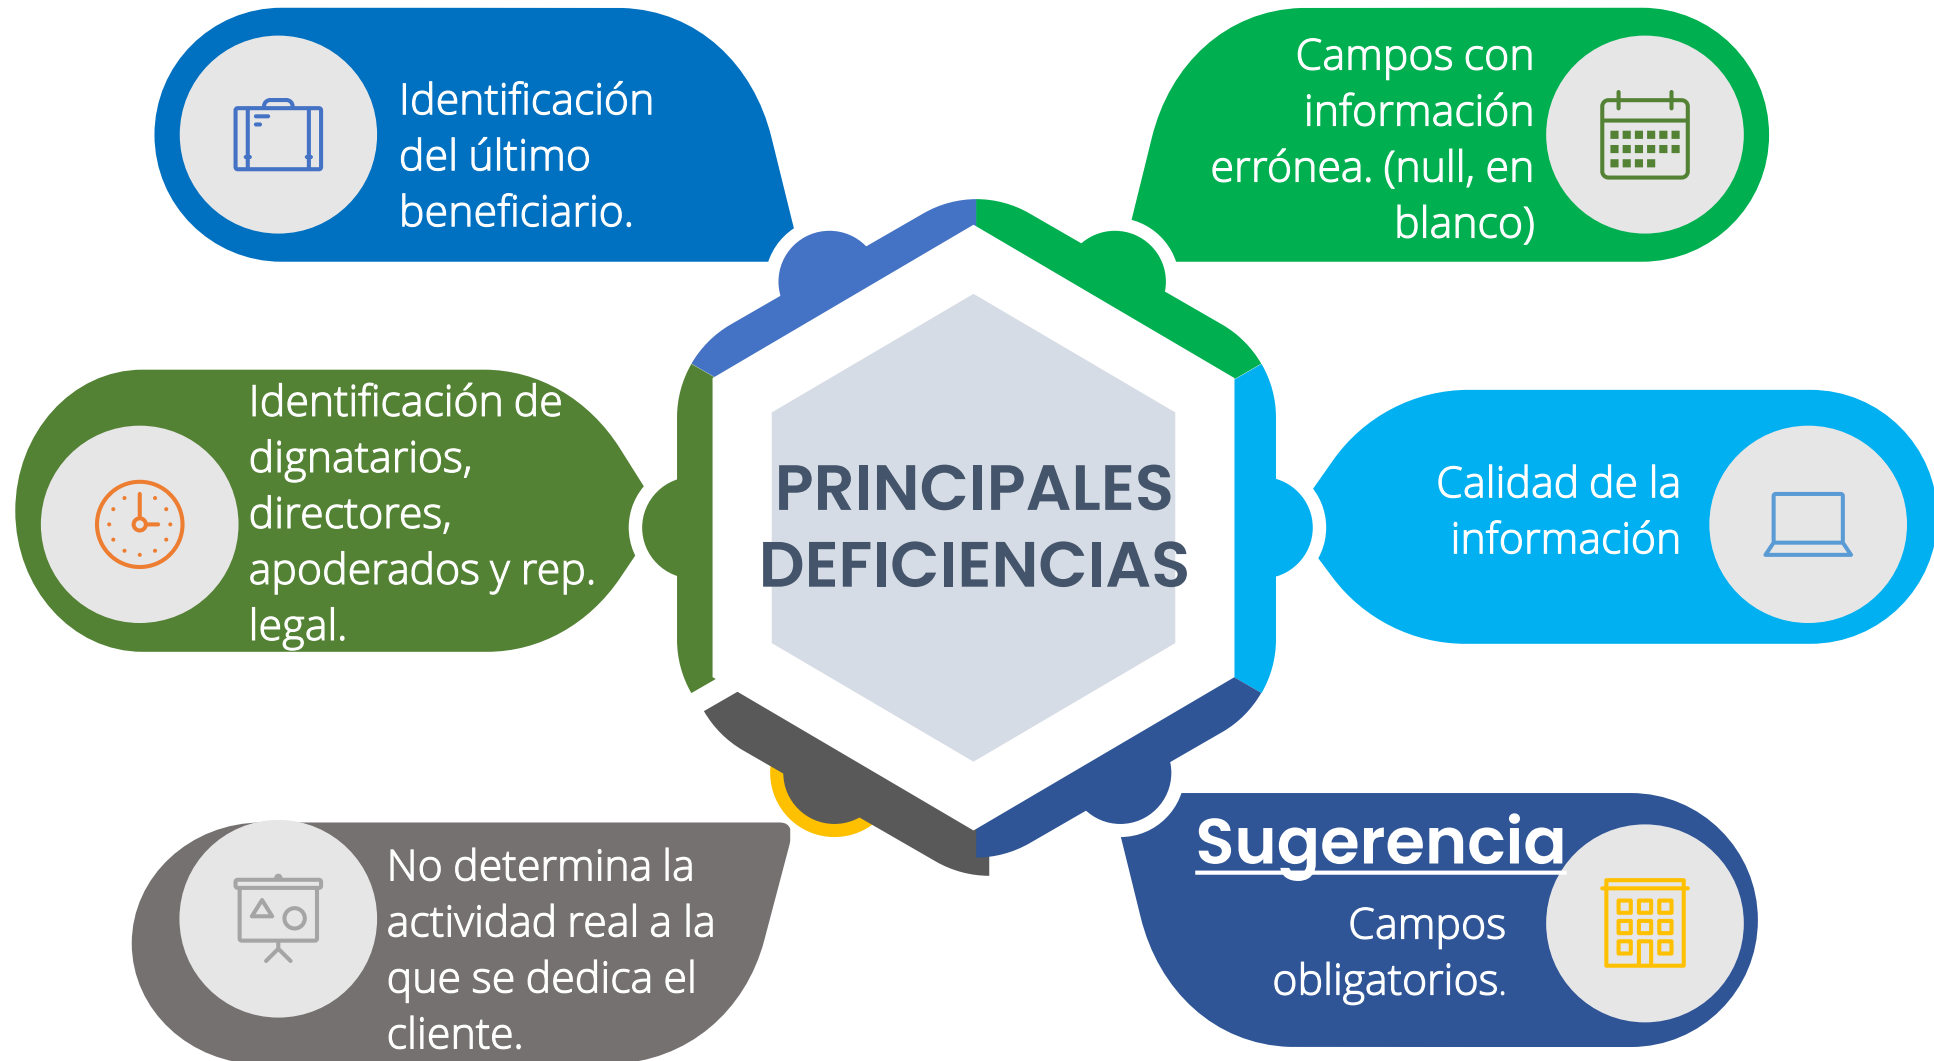 Identificación
del último
beneficiario.
Campos con
información
errónea. (null, en
blanco)
Identificación de
dignatarios,
directores,
apoderados y rep.
legal.
PRINCIPALES
DEFICIENCIAS
Calidad de la
información
No determina la
actividad real a la
que se dedica el
cliente.
Sugerencia
Campos
obligatorios.